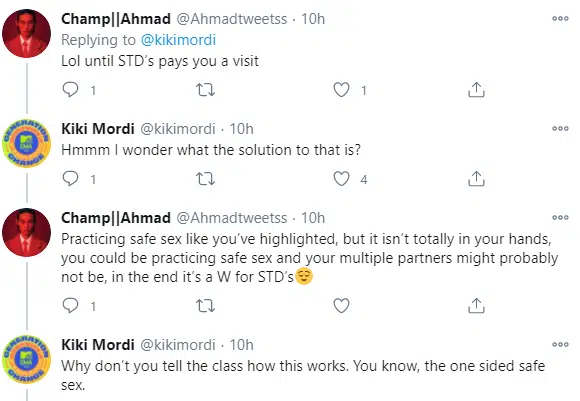 Champ||Ahmad @Ahmadtweetss · 10h
Replying to @kikimordi
Lol until STD's pays you a visit
1 1
Kiki Mordi @kikimordi · 10h
Hmmm I wonder what the solution to that is?
1 4
Champ||Ahmad @Ahmadtweetss · 10h
Practicing safe sex like you've highlighted, but it isn't totally in your hands,
you could be practicing safe sex and your multiple partners might probably
not be, in the end it's a W for STD's😌
1
Kiki Mordi @kikimordi · 10h
Why don't you tell the class how this works. You know, the one sided safe
sex.